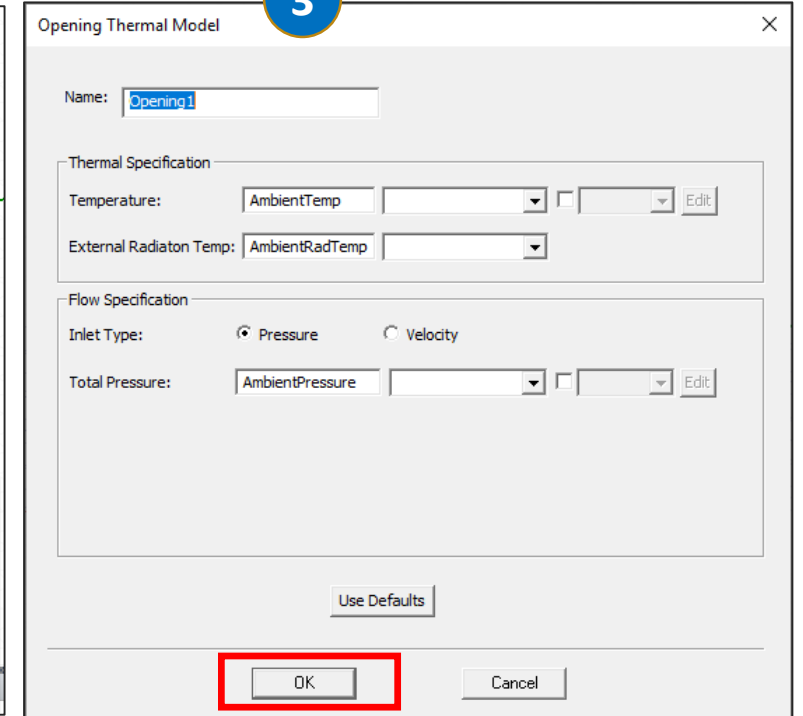 3
Opening Thermal Model
Name: Opening1
Thermal Specification
Temperature: AmbientTemp Edit
External Radiaton Temp: AmbientRadTemp
Flow Specification
Inlet Type: Pressure Velocity
Total Pressure: AmbientPressure Edit
Use Defaults
OK Cancel